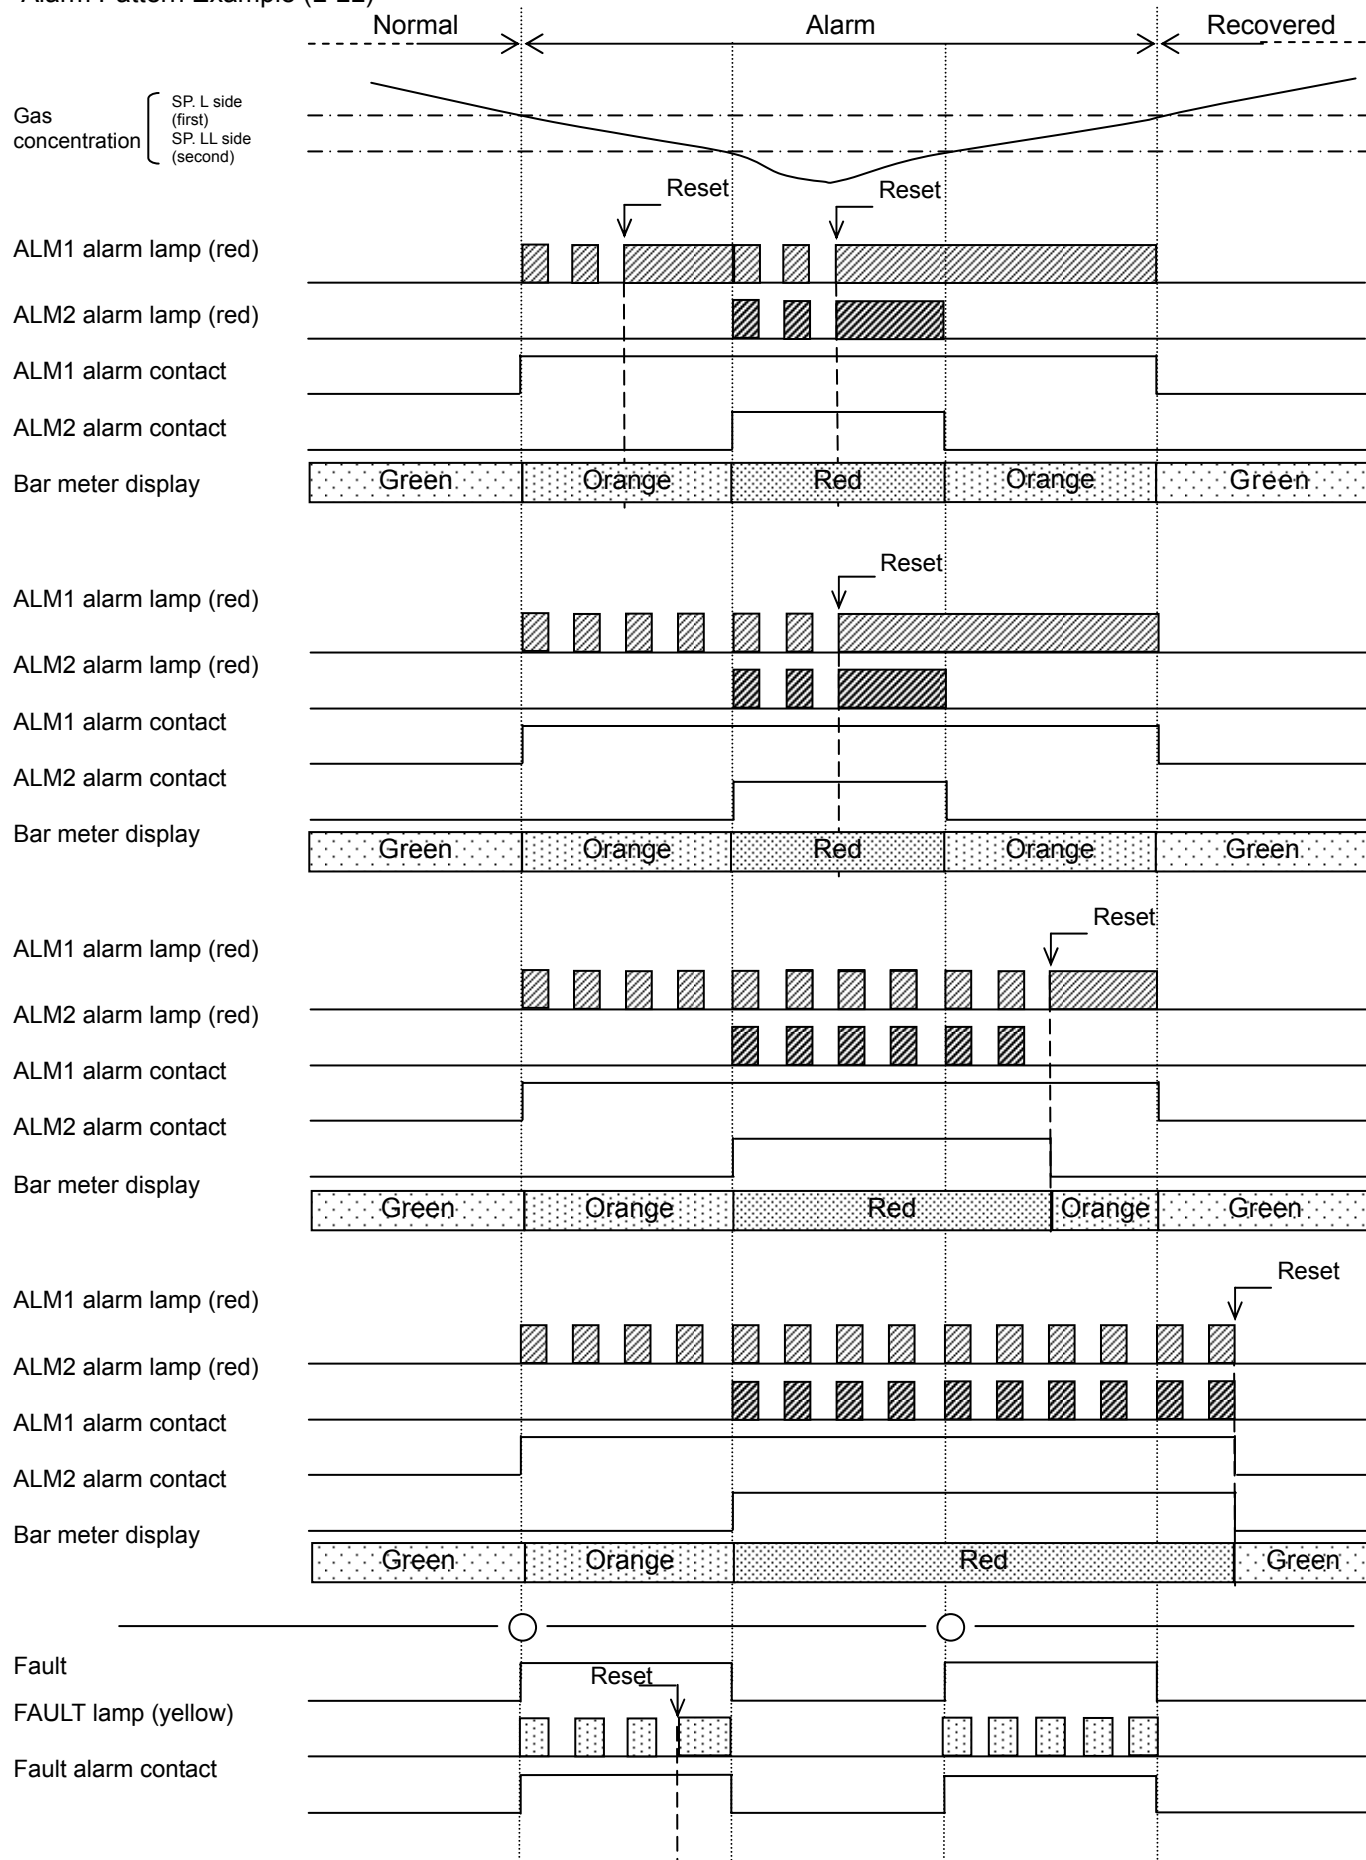 Alarm Pattern Example (L-LL)
Normal Alarm Recovered
Gas concentration
SP. L side
(first)
SP. LL side
(second)
Reset Reset
ALM1 alarm lamp (red)
ALM2 alarm lamp (red)
ALM1 alarm contact
ALM2 alarm contact
Bar meter display
Green Orange Red Orange Green
Reset
ALM1 alarm lamp (red)
ALM2 alarm lamp (red)
ALM1 alarm contact
ALM2 alarm contact
Bar meter display
Green Orange Red Orange Green
Reset
ALM1 alarm lamp (red)
ALM2 alarm lamp (red)
ALM1 alarm contact
ALM2 alarm contact
Bar meter display
Green Orange Red Orange Green
Reset
ALM1 alarm lamp (red)
ALM2 alarm lamp (red)
ALM1 alarm contact
ALM2 alarm contact
Bar meter display
Green Orange Red Green
Fault
Reset
FAULT lamp (yellow)
Fault alarm contact